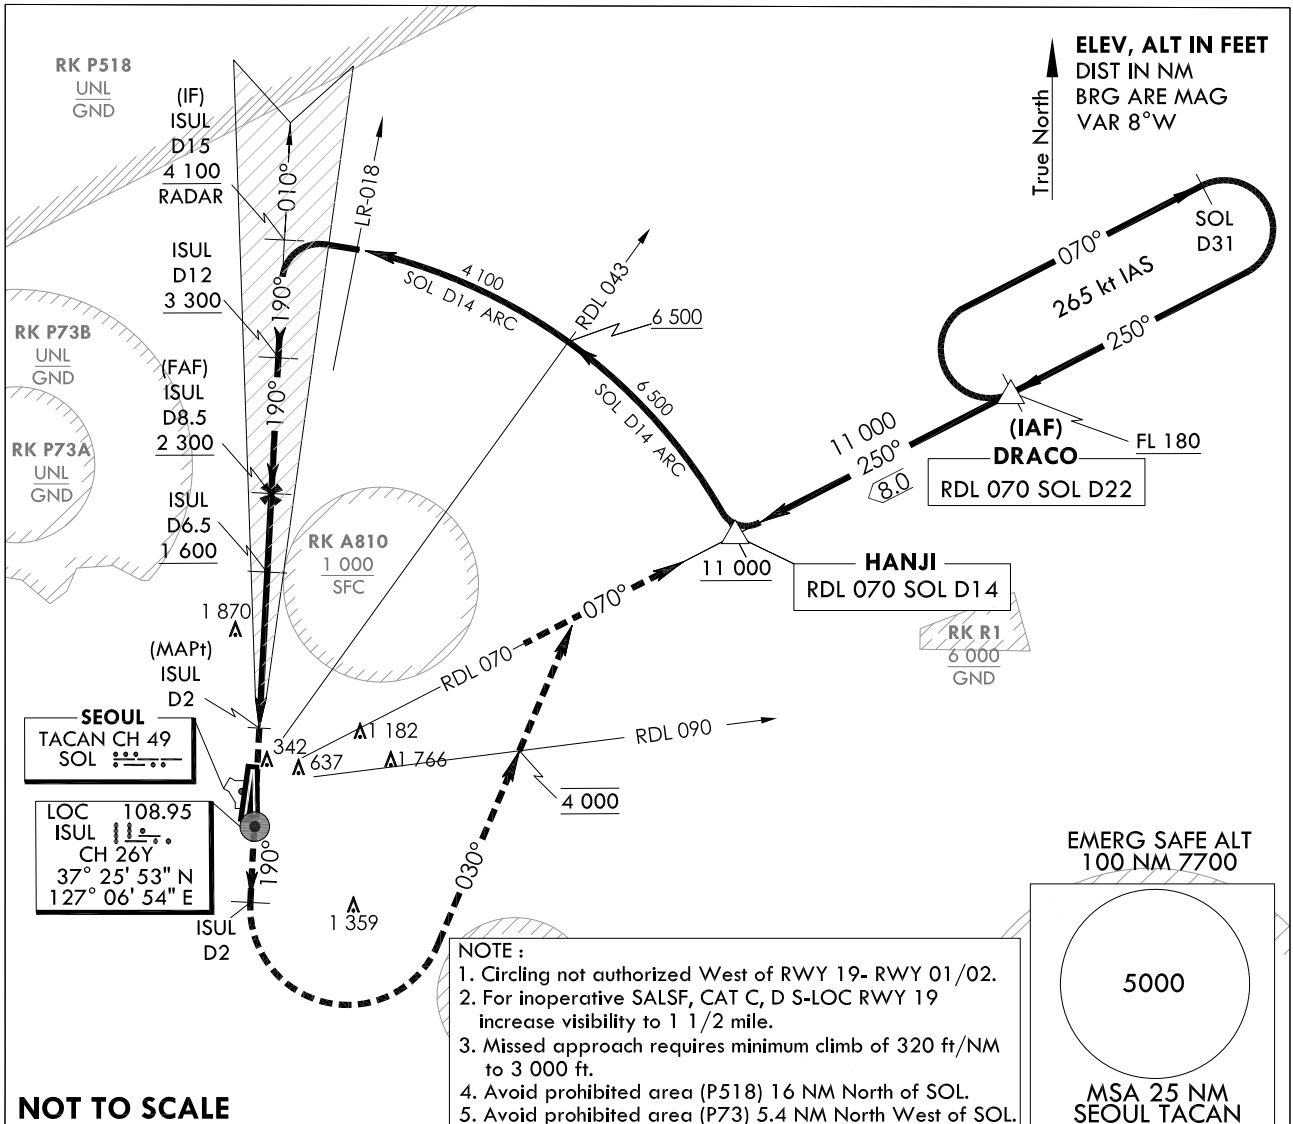 ELEV, ALT IN FEET
DIST IN NM
BRG ARE MAG
VAR 8°W
True North
RK P518
UNL
GND
(IF)
ISUL
D15
4 100
RADAR
010°
LR-018
ISUL
D12
3 300
190°
4 100
SOL D14 ARC
RDL 043
6 500
6 500
SOL D14 ARC
070°
265 kt IAS
250°
SOL
D31
RK P73B
UNL
GND
(FAF)
ISUL
D8.5
2 300
190°
RK P73A
UNL
GND
11 000
250°
8.0
(IAF)
DRACO
RDL 070 SOL D22
FL 180
ISUL
D6.5
1 600
RK A810
1 000
SFC
11 000
HANJI
RDL 070 SOL D14
070°
RDL 070
RK R1
6 000
GND
1 870
(MAPt)
ISUL
D2
SEOUL
TACAN CH 49
SOL
342
637
1 182
1 766
RDL 090
4 000
LOC 108.95
ISUL
CH 26Y
37° 25' 53" N
127° 06' 54" E
190°
030°
ISUL
D2
1 359
EMERG SAFE ALT
100 NM 7700
5000
MSA 25 NM
SEOUL TACAN
NOTE :
1. Circling not authorized West of RWY 19- RWY 01/02.
2. For inoperative SALSF, CAT C, D S-LOC RWY 19
increase visibility to 1 1/2 mile.
3. Missed approach requires minimum climb of 320 ft/NM
to 3 000 ft.
4. Avoid prohibited area (P518) 16 NM North of SOL.
5. Avoid prohibited area (P73) 5.4 NM North West of SOL.
NOT TO SCALE